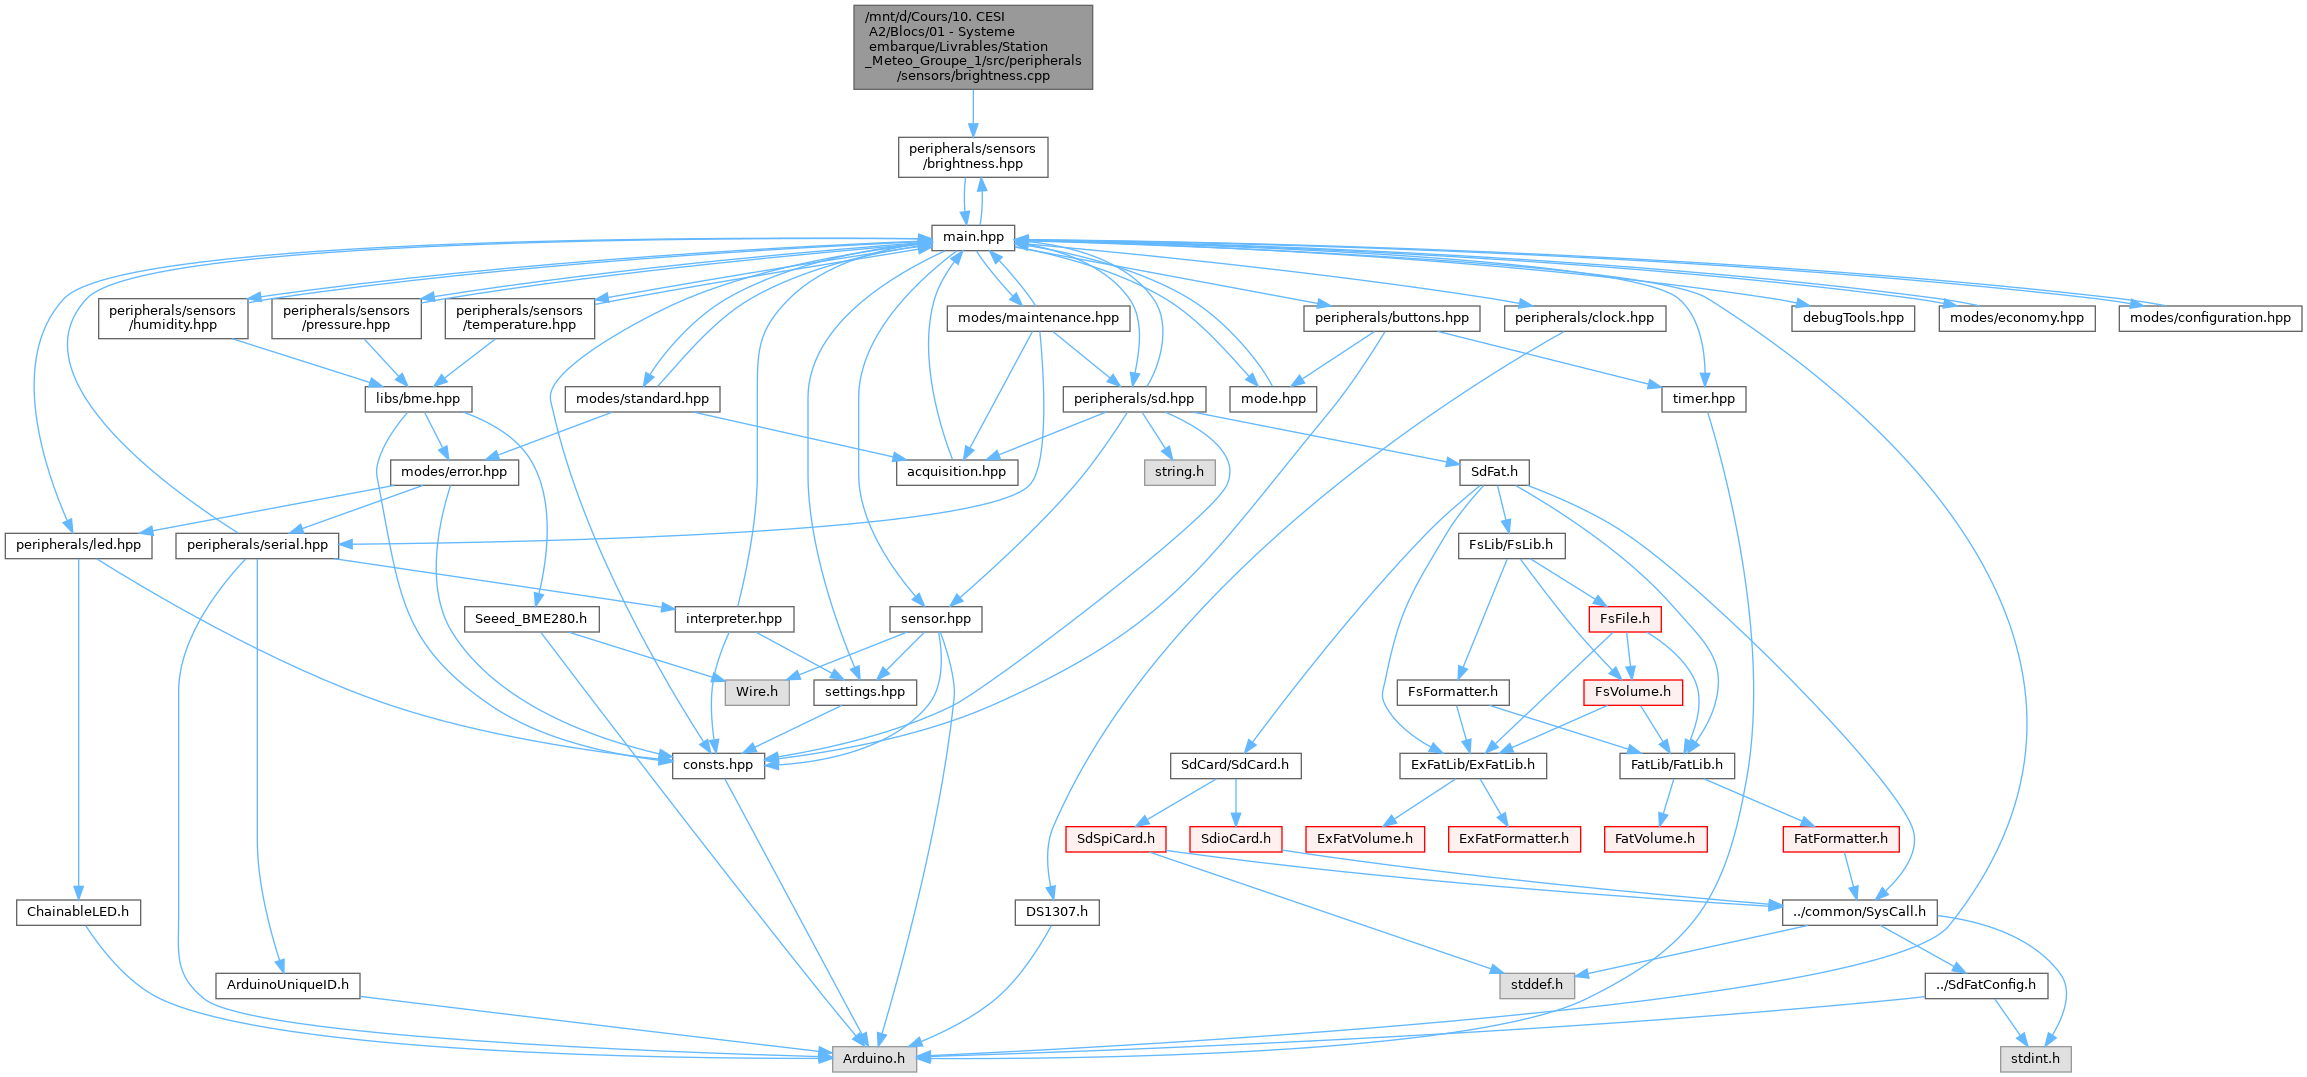 /mnt/d/Cours/10. CESI
A2/Blocs/01 - Systeme
embarque/Livrables/Station
_Meteo_Groupe_1/src/peripherals
/sensors/brightness.cpp
peripherals/sensors
/brightness.hpp
main.hpp
peripherals/sensors
/humidity.hpp
peripherals/sensors
/pressure.hpp
peripherals/sensors
/temperature.hpp
modes/maintenance.hpp
peripherals/buttons.hpp
peripherals/clock.hpp
debugTools.hpp
modes/economy.hpp
modes/configuration.hpp
libs/bme.hpp
modes/standard.hpp
peripherals/sd.hpp
mode.hpp
timer.hpp
modes/error.hpp
acquisition.hpp
string.h
SdFat.h
peripherals/led.hpp
peripherals/serial.hpp
FsLib/FsLib.h
Seeed_BME280.h
interpreter.hpp
sensor.hpp
FsFile.h
Wire.h
settings.hpp
FsFormatter.h
FsVolume.h
consts.hpp
SdCard/SdCard.h
ExFatLib/ExFatLib.h
FatLib/FatLib.h
SdSpiCard.h
SdioCard.h
ExFatVolume.h
ExFatFormatter.h
FatVolume.h
FatFormatter.h
ChainableLED.h
DS1307.h
../common/SysCall.h
ArduinoUniqueID.h
stddef.h
../SdFatConfig.h
Arduino.h
stdint.h